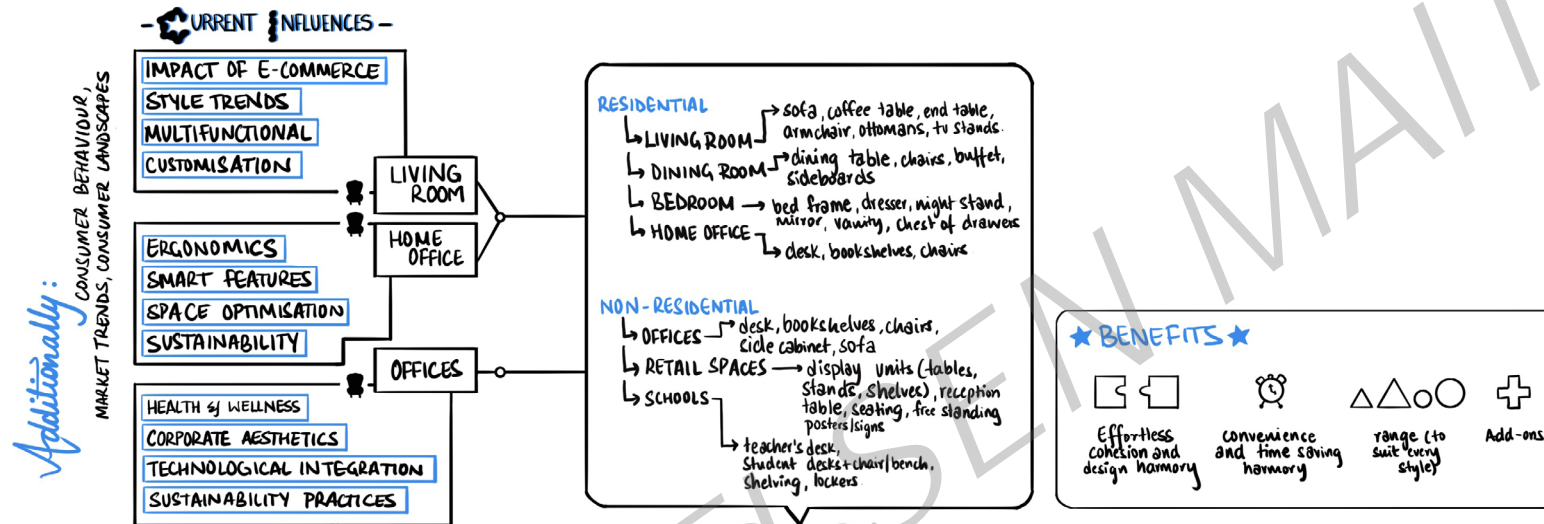 - CURRENT INFLUENCES -
Additionally:
CONSUMER BEHAVIOUR,
MARKET TRENDS, CONSUMER LANDSCAPES
IMPACT OF E-COMMERCE
STYLE TRENDS
MULTIFUNCTIONAL
CUSTOMISATION
LIVING
ROOM
HOME
OFFICE
ERGONOMICS
SMART FEATURES
SPACE OPTIMISATION
SUSTAINABILITY
OFFICES
HEALTH & WELLNESS
CORPORATE AESTHETICS
TECHNOLOGICAL INTEGRATION
SUSTAINABILITY PRACTICES
RESIDENTIAL
LIVING ROOM
sofa, coffee table, end table,
armchair, ottomans, tv stands.
DINING ROOM
dining table, chairs, buffet,
sideboards
BEDROOM
bed frame, dresser, night stand,
mirror, vanity, chest of drawers
HOME OFFICE
desk, bookshelves, chairs
NON-RESIDENTIAL
OFFICES
desk, bookshelves, chairs,
side cabinet, sofa
RETAIL SPACES
display units (tables,
stands, shelves), reception
table, seating, free standing
posters/signs
SCHOOLS
teacher's desk,
student desks+chair/bench,
shelving, lockers
BENEFITS
Effortless
cohesion and
design harmory
convenience
and time saving
harmory
range (to
suit every
style)
Add-ons
SEN MAIT